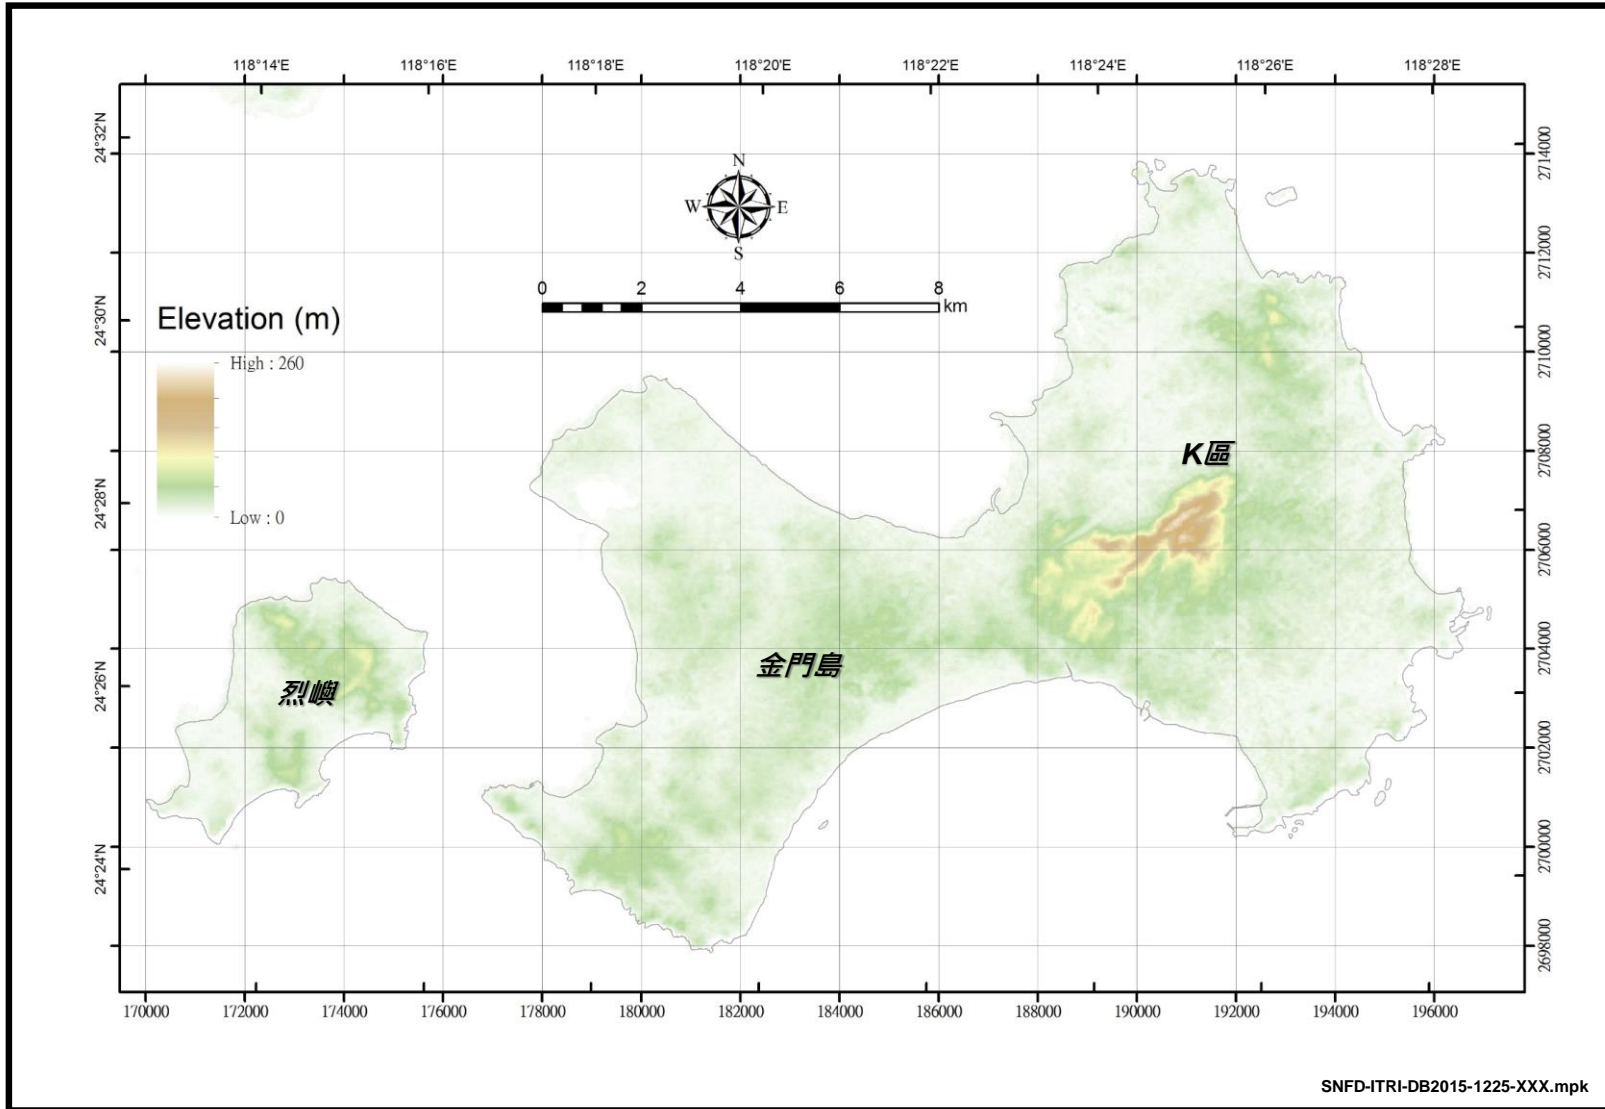 118°14'E 118°16'E 118°18'E 118°20'E 118°22'E 118°24'E 118°26'E 118°28'E
24°32'N
2714000
N
W E
S
2712000
0 2 4 6 8
km
24°30'N
Elevation (m)
2710000
High : 260
K區
2708000
24°28'N
Low : 0
2706000
2704000
金門島
24°26'N
烈嶼
2702000
24°24'N
2700000
2698000
170000 172000 174000 176000 178000 180000 182000 184000 186000 188000 190000 192000 194000 196000
SNFD-ITRI-DB2015-1225-XXX.mpk